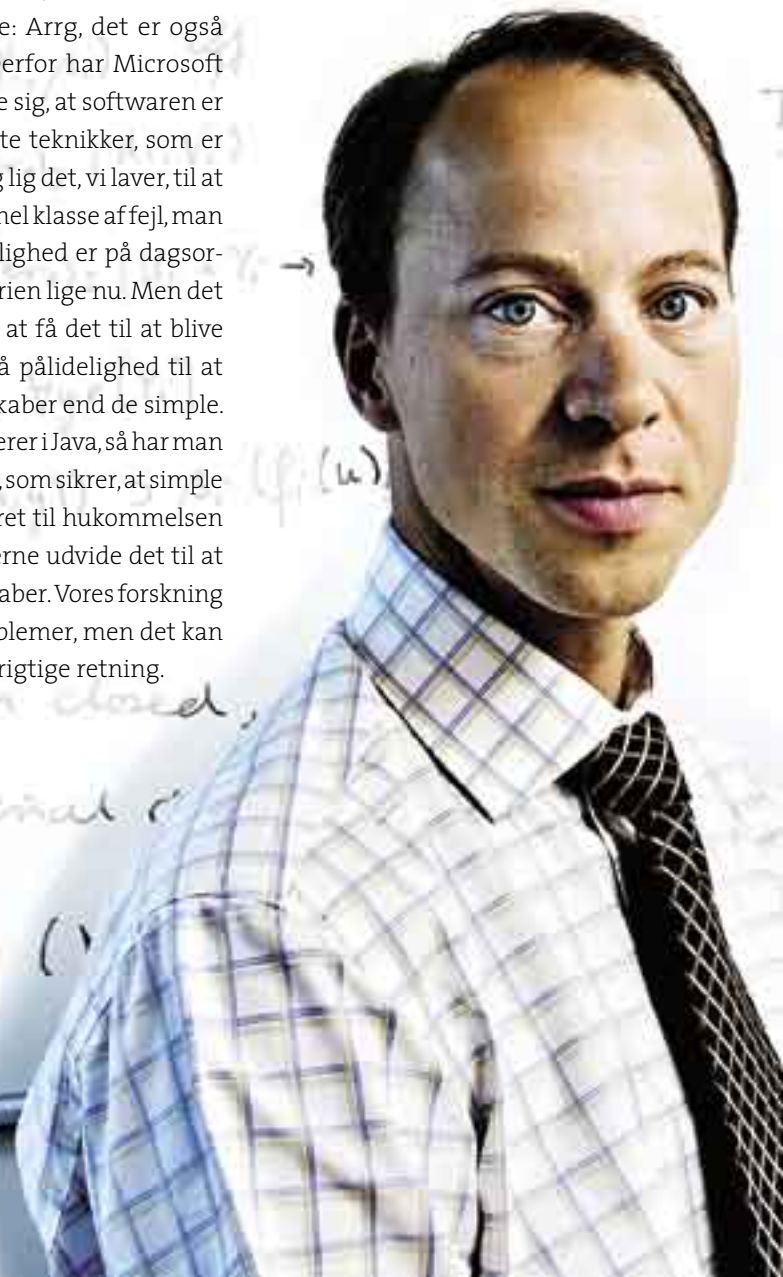 e: Arrg, det er også
erfor har Microsoft
e sig, at softwaren er
te teknikker, som er
g lig det, vi laver, til at
nel klasse af fejl, man
lighed er på dagsor-
rien lige nu. Men det
at få det til at blive
å pålidelighed til at
kaber end de simple.
erer i Java, så har man
, som sikrer, at simple
ret til hukommelsen
erne udvide det til at
aber. Vores forskning
blemer, men det kan
rigtige retning.
→
(u)
closed,